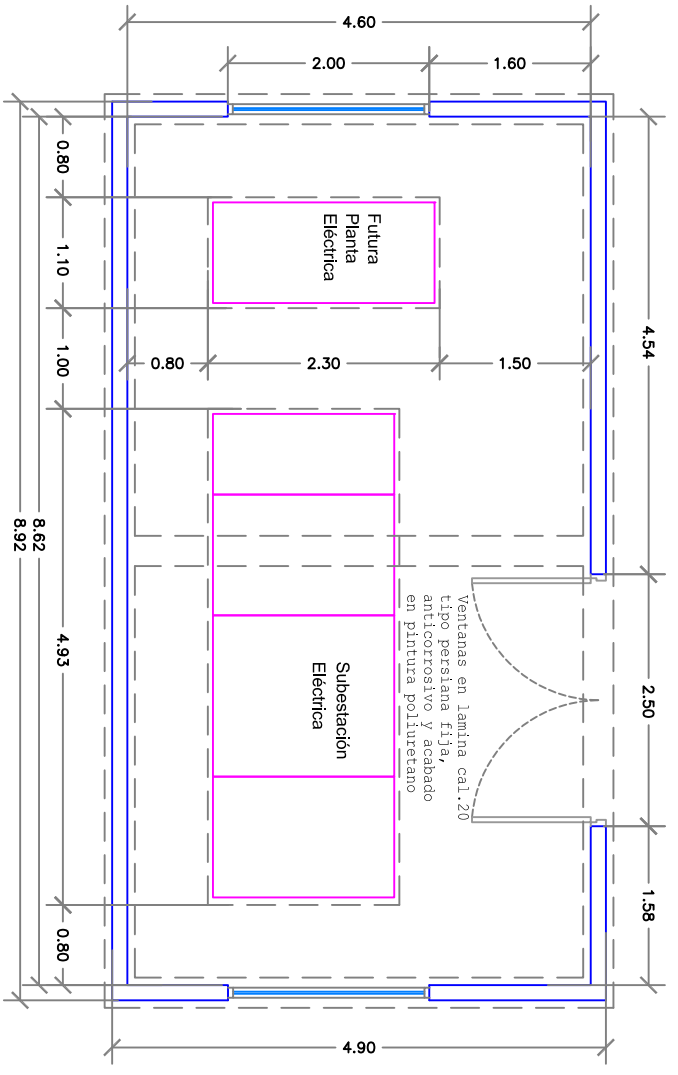 4.60
2.00
1.60
0.80
1.10
1.00
4.93
0.80
8.62
8.92
Futura
Planta
Eléctrica
0.80
2.30
1.50
4.54
2.50
1.58
Ventanas en lamina cal.20
tipo persiana fija,
anticorrosivo y acabado
en pintura poliuretano
Subestación
Eléctrica
4.90